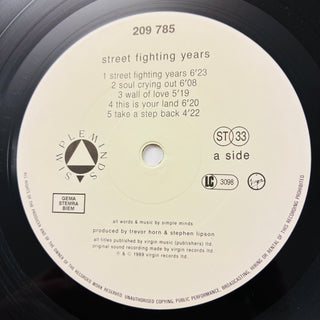 209 785
street fighting years
1 street fighting years 6'23
2 soul crying out 6'08
3 wall of love 5'19
4 this is your land 6'20
5 take a step back 4'22
SIMPLE MINDS
ST 33
a side
GEMA
STEMRA
BIEM
LC 3098
Virgin
all words & music by simple minds
produced by trevor horn & stephen lipson
all titles published by virgin music (publishers) ltd.
original sound recording made by virgin records ltd.
℗ & © 1989 virgin records ltd.
ALL RIGHTS OF THE PRODUCER AND OF THE OWNER OF THE RECORDED WORK RESERVED. UNAUTHORISED COPYING, PUBLIC PERFORMANCE, BROADCASTING, HIRING OR RENTAL OF THIS RECORDING PROHIBITED